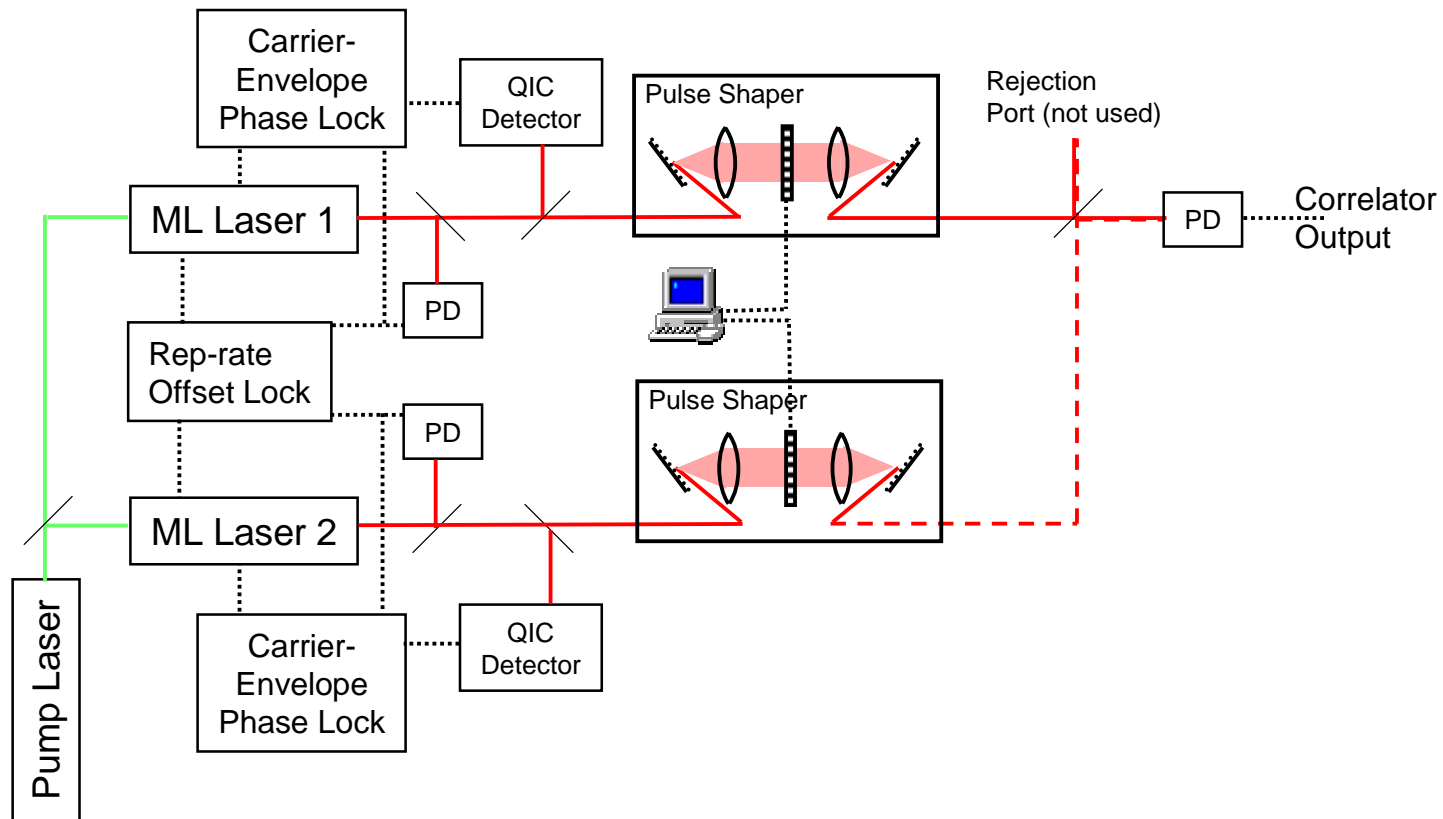 Carrier-
Envelope
Phase Lock
QIC
Detector
Pulse Shaper
Rejection
Port (not used)
ML Laser 1
PD
Correlator
Output
PD
Rep-rate
Offset Lock
Pulse Shaper
PD
ML Laser 2
Carrier-
Envelope
Phase Lock
QIC
Detector
Pump Laser